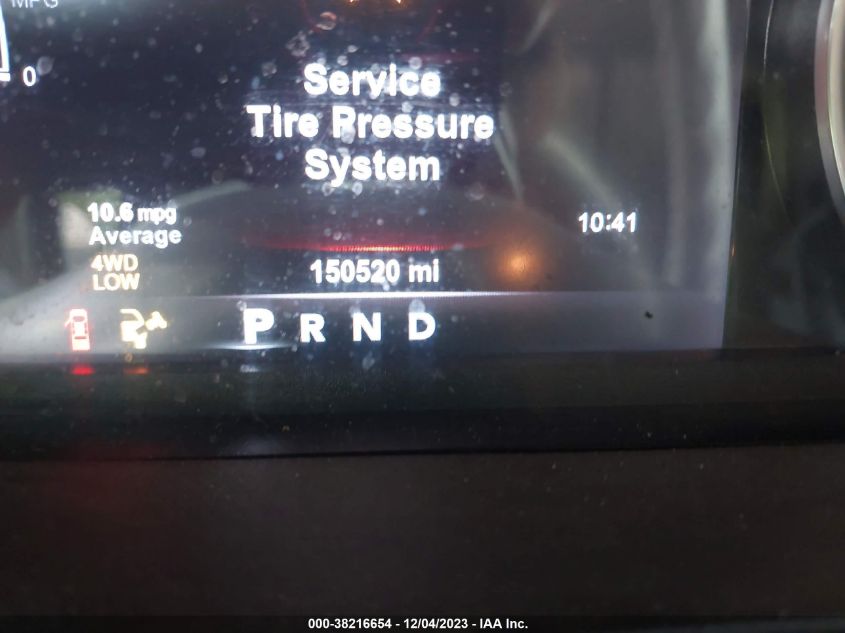 MPG
0
Service
Tire Pressure
System
10.6 mpg
Average
10:41
4WD
LOW
150520 mi
P R N D
000-38216654 - 12/04/2023 - IAA Inc.